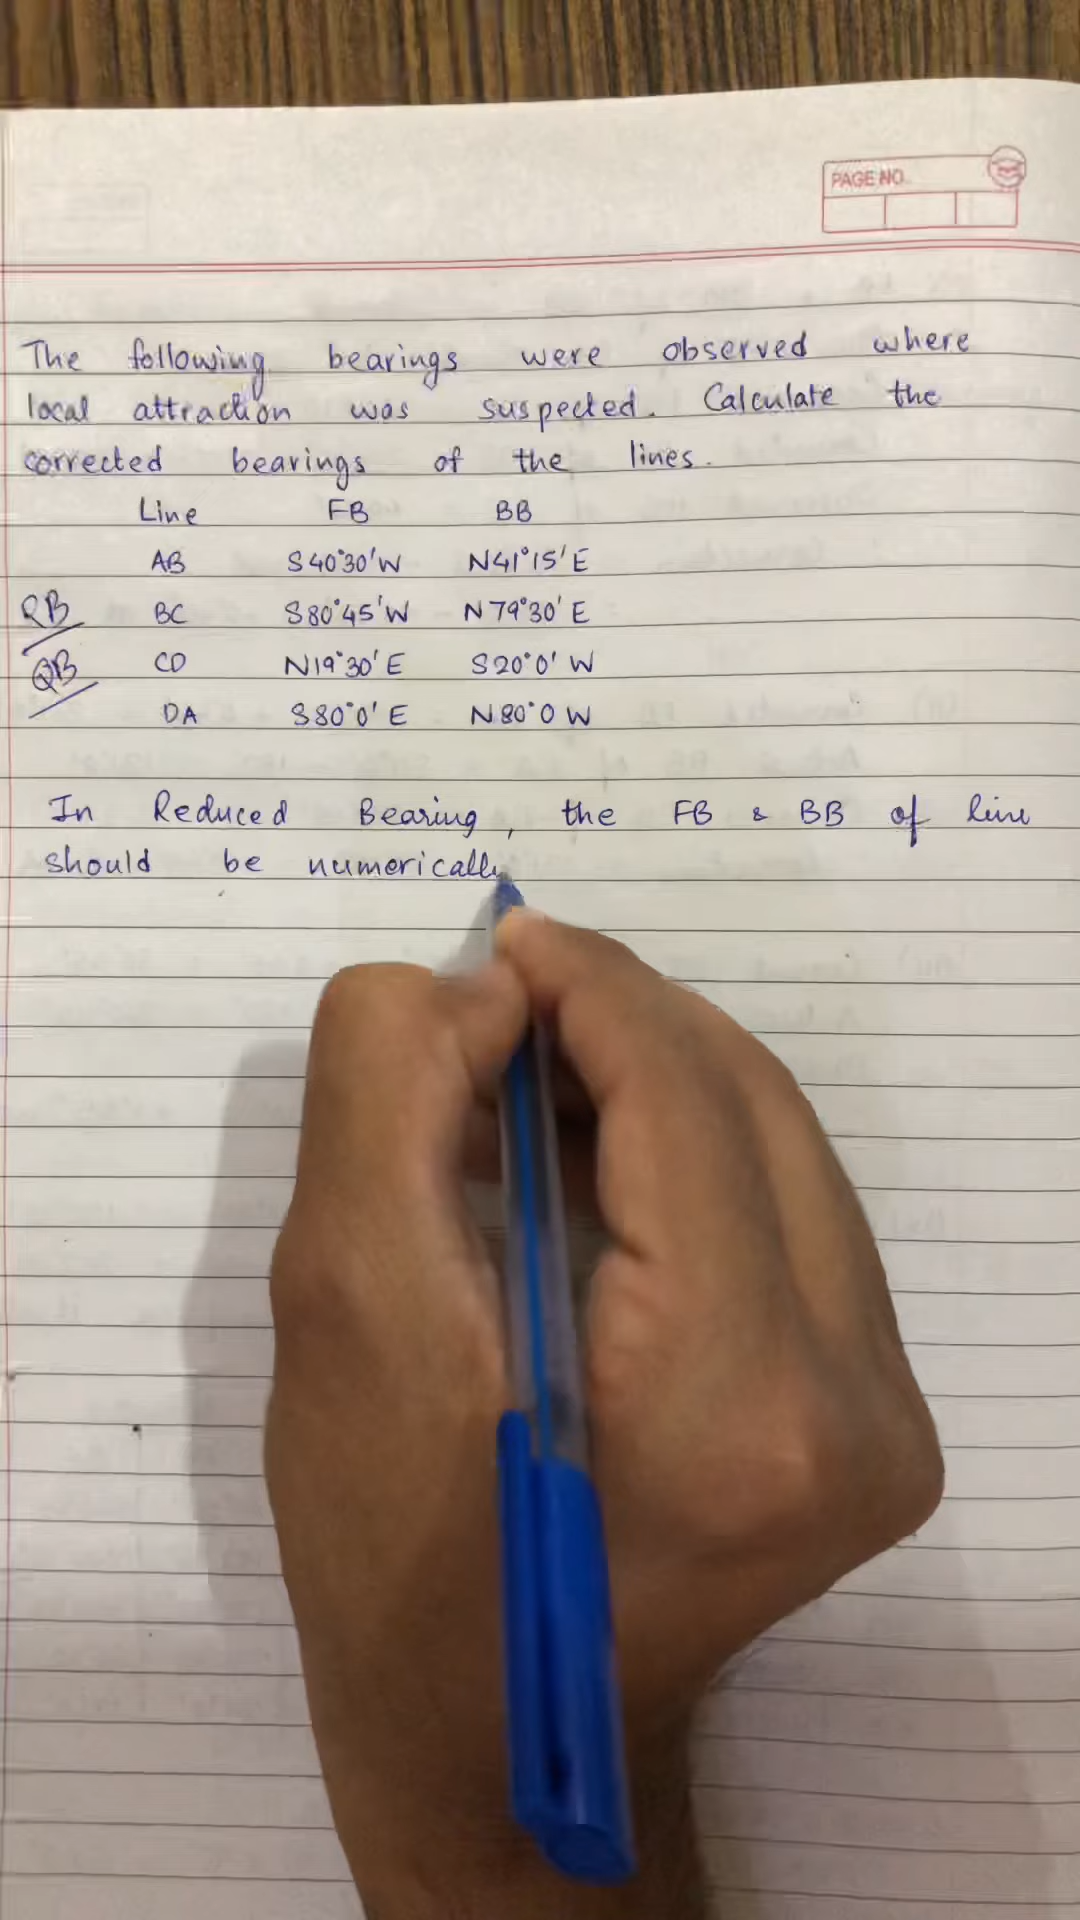 PAGE NO.
The following bearings were observed where
local attraction was suspected. Calculate the
corrected bearings of the lines.
Line FB BB
AB S40°30'W N41°15'E
RB BC S80°45'W N79°30'E
QB CD N19°30'E S20°0'W
DA S80°0'E N80°0W
In Reduced Bearing, the FB & BB of line
should be numerically